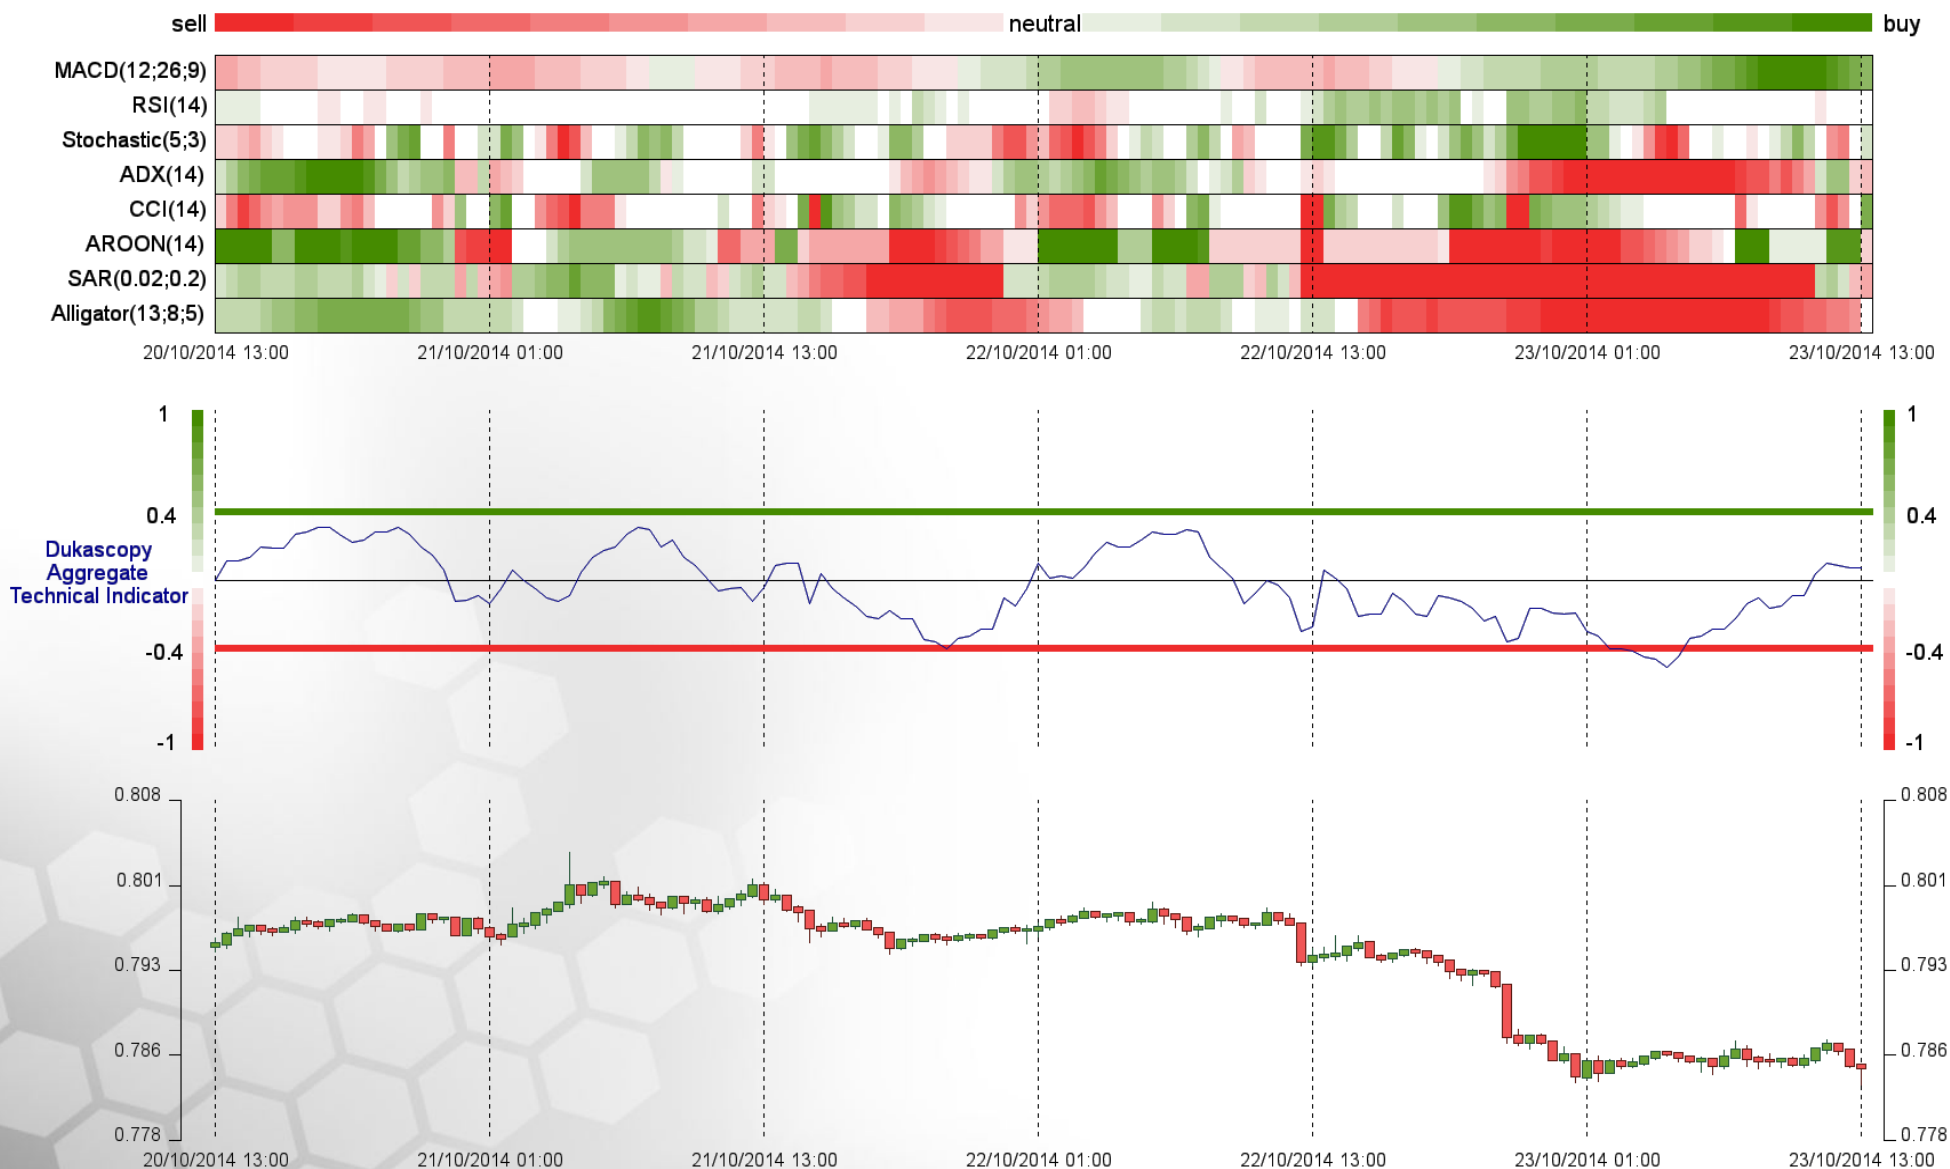 sell neutral buy
MACD(12;26;9)
RSI(14)
Stochastic(5;3)
ADX(14)
CCI(14)
AROON(14)
SAR(0.02;0.2)
Alligator(13;8;5)
20/10/2014 13:00 21/10/2014 01:00 21/10/2014 13:00 22/10/2014 01:00 22/10/2014 13:00 23/10/2014 01:00 23/10/2014 13:00
1 1
0.4 0.4
Dukascopy
Aggregate
Technical Indicator
-0.4 -0.4
-1 -1
0.808 0.808
0.801 0.801
0.793 0.793
0.786 0.786
0.778 0.778
20/10/2014 13:00 21/10/2014 01:00 21/10/2014 13:00 22/10/2014 01:00 22/10/2014 13:00 23/10/2014 01:00 23/10/2014 13:00